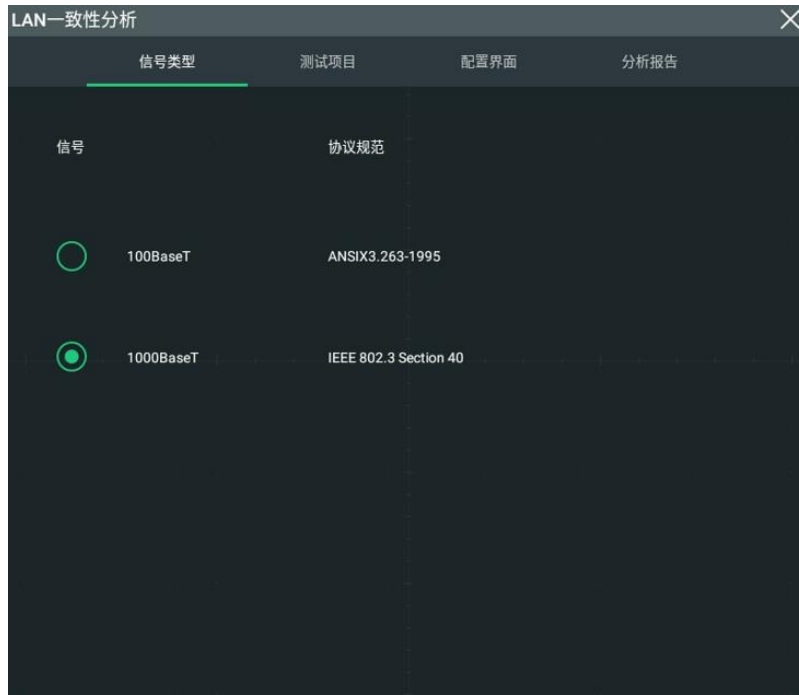 LAN一致性分析
信号类型 测试项目 配置界面 分析报告
信号 协议规范
100BaseT ANSIX3.263-1995
1000BaseT IEEE 802.3 Section 40